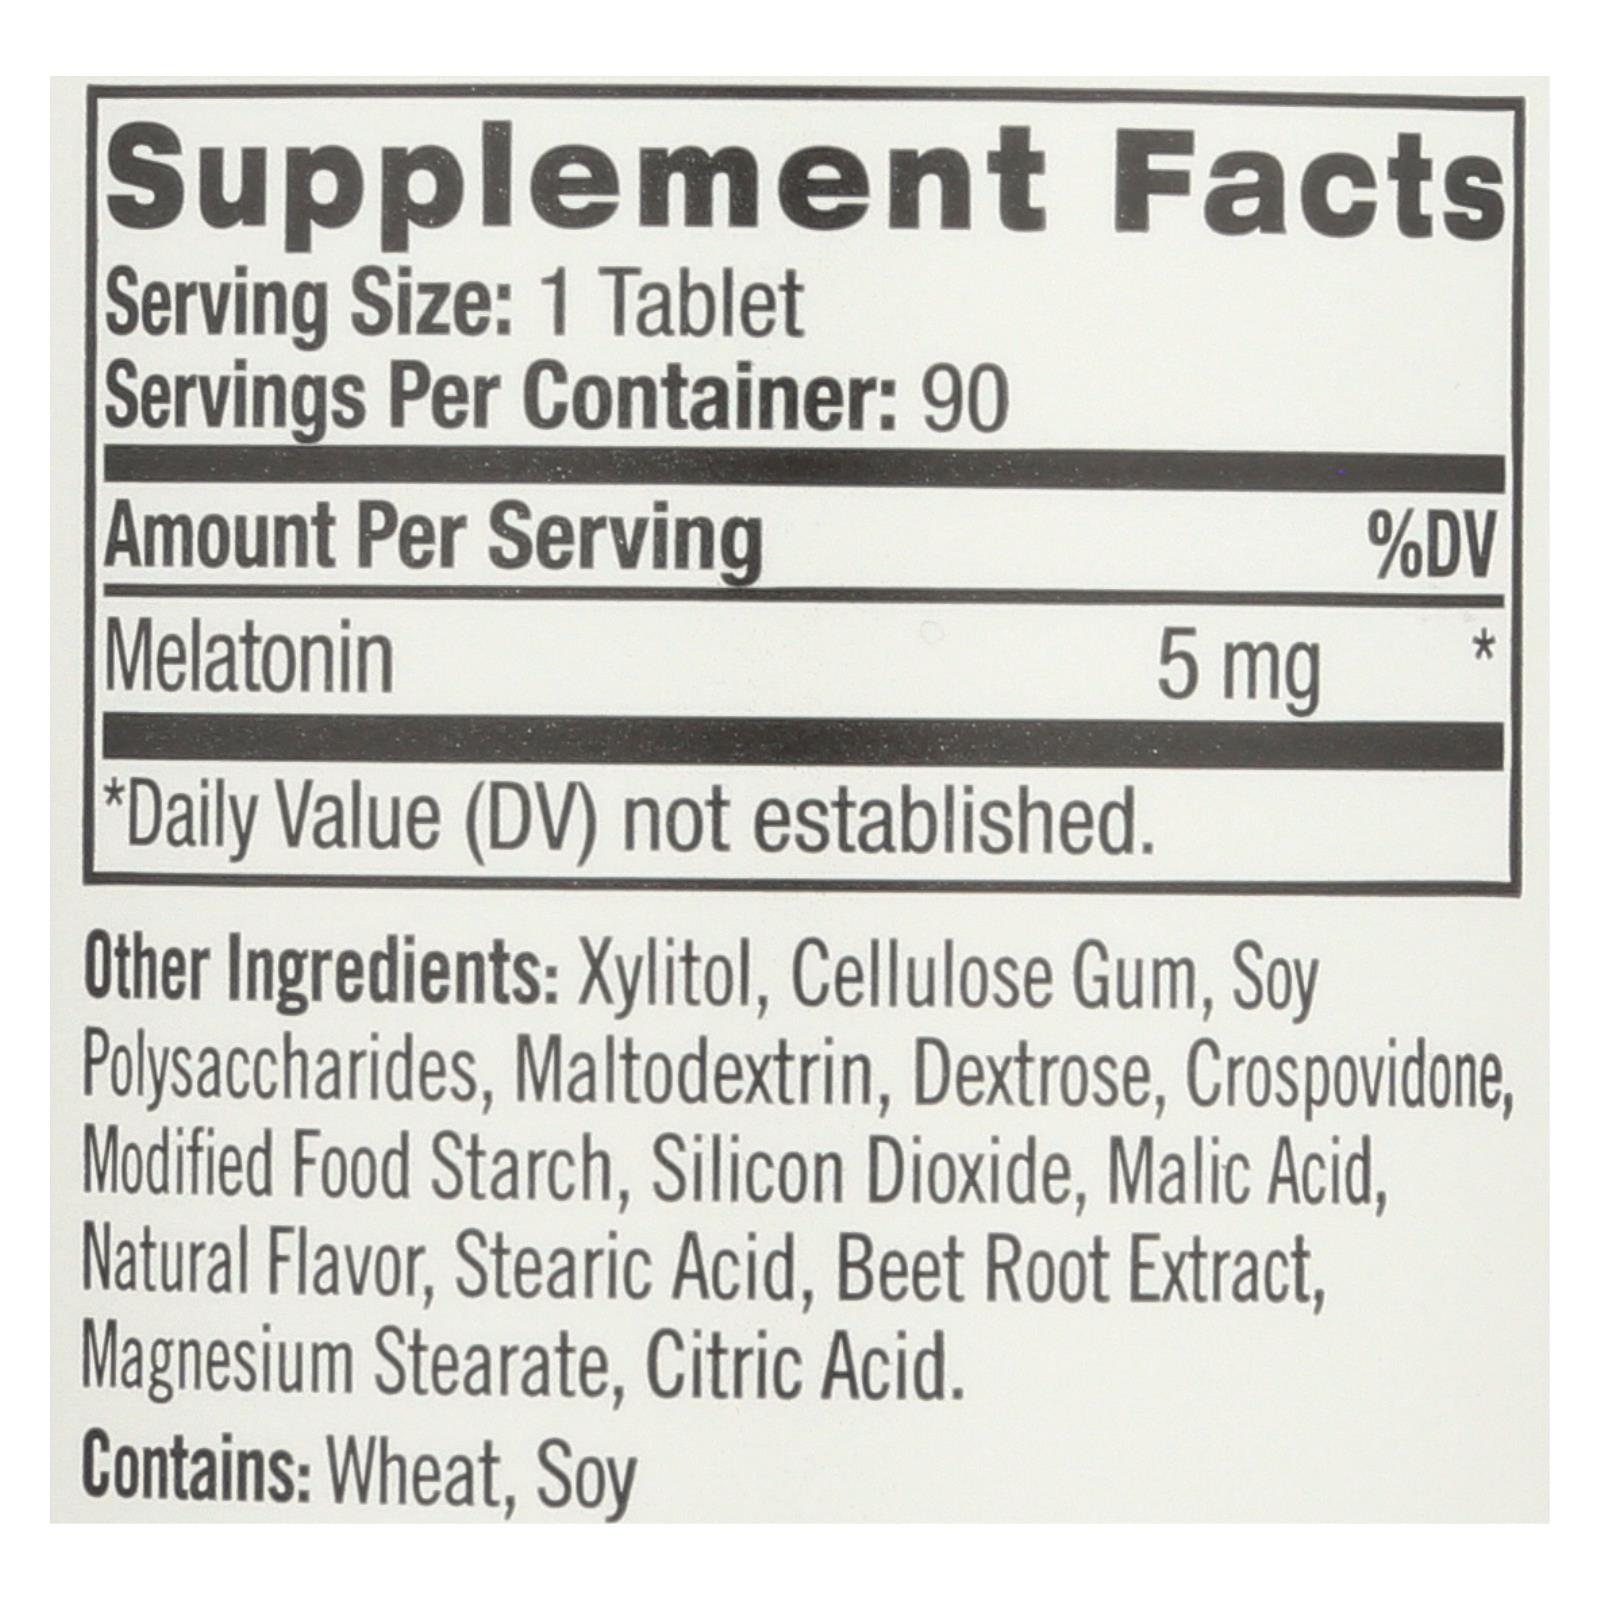 Supplement Facts
Serving Size: 1 Tablet
Servings Per Container: 90
Amount Per Serving %DV
Melatonin 5 mg *
*Daily Value (DV) not established.
Other Ingredients: Xylitol, Cellulose Gum, Soy
Polysaccharides, Maltodextrin, Dextrose, Crospovidone,
Modified Food Starch, Silicon Dioxide, Malic Acid,
Natural Flavor, Stearic Acid, Beet Root Extract,
Magnesium Stearate, Citric Acid.
Contains: Wheat, Soy